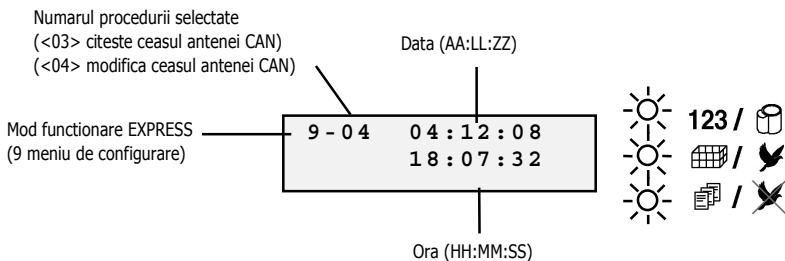 Numarul procedurii selectate
(<03> citeste ceasul antenei CAN)
(<04> modifica ceasul antenei CAN)
Data (AA:LL:ZZ)
Mod functionare EXPRESS
(9 meniu de configurare)
9-04 04:12:08
18:07:32
123 /
/
/
Ora (HH:MM:SS)